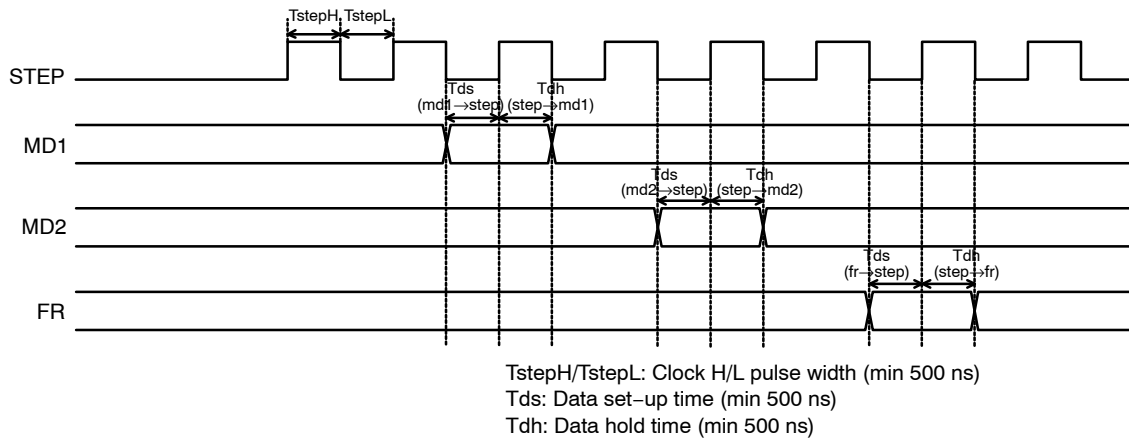 TstepH TstepL
STEP
Tds Tdh
(md1→step) (step→md1)
MD1
Tds Tdh
(md2→step) (step→md2)
MD2
Tds Tdh
(fr→step) (step→fr)
FR
TstepH/TstepL: Clock H/L pulse width (min 500 ns)
Tds: Data set−up time (min 500 ns)
Tdh: Data hold time (min 500 ns)